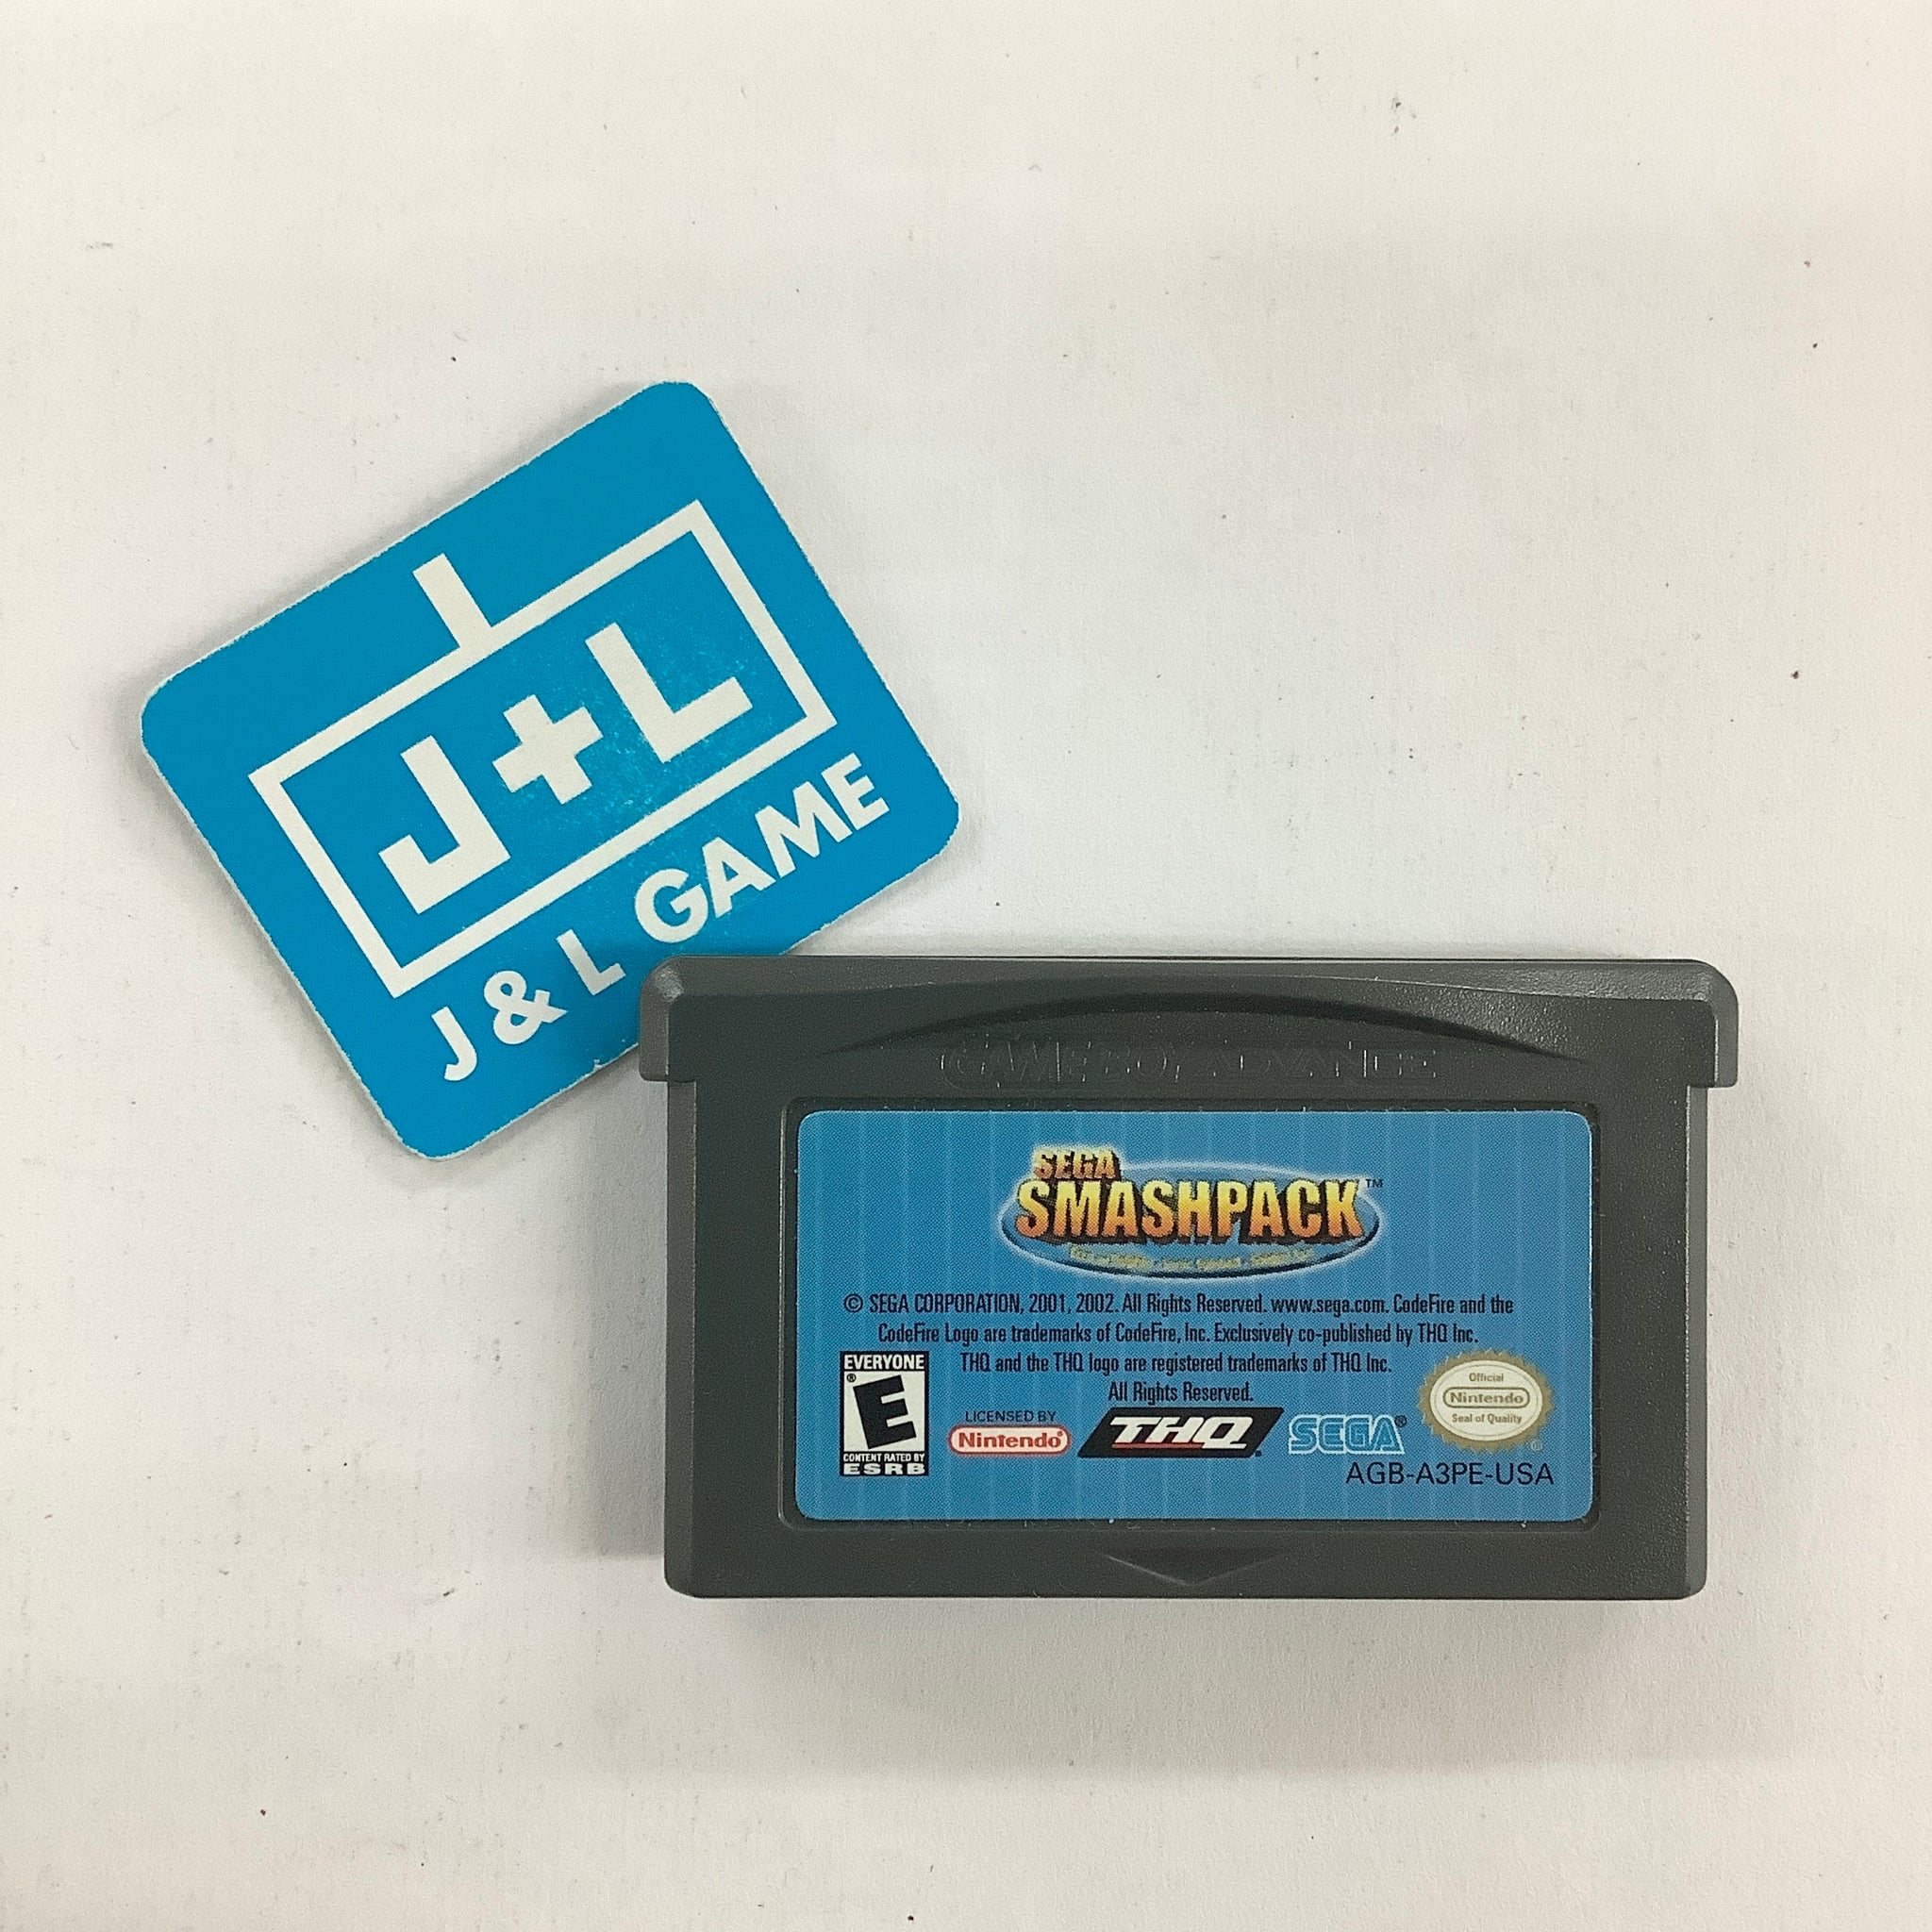 J+L
J & L GAME
GAME BOY ADVANCE
SEGA
SMASHPACK™
© SEGA CORPORATION, 2001, 2002. All Rights Reserved. www.sega.com. CodeFire and the
CodeFire Logo are trademarks of CodeFire, Inc. Exclusively co-published by THQ Inc.
THQ and the THQ logo are registered trademarks of THQ Inc.
All Rights Reserved.
EVERYONE
E®
CONTENT RATED BY
ESRB
LICENSED BY
Nintendo®
THQ
SEGA®
Official
Nintendo
Seal of Quality
®
AGB-A3PE-USA